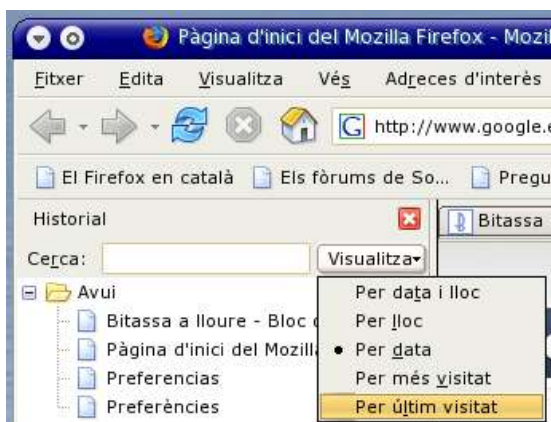 Pàgina d'inici del Mozilla Firefox - Mozil
Fitxer Edita Visualitza Vés Adreces d'interès
G http://www.google.e
El Firefox en català Els fòrums de So... Pregu
Historial Bitassa
Cerca: Visualitza
Avui Per data i lloc
Bitassa a lloure - Bloc Per lloc
Pàgina d'inici del Mozill Per data
Preferencias Per més visitat
Preferències Per últim visitat